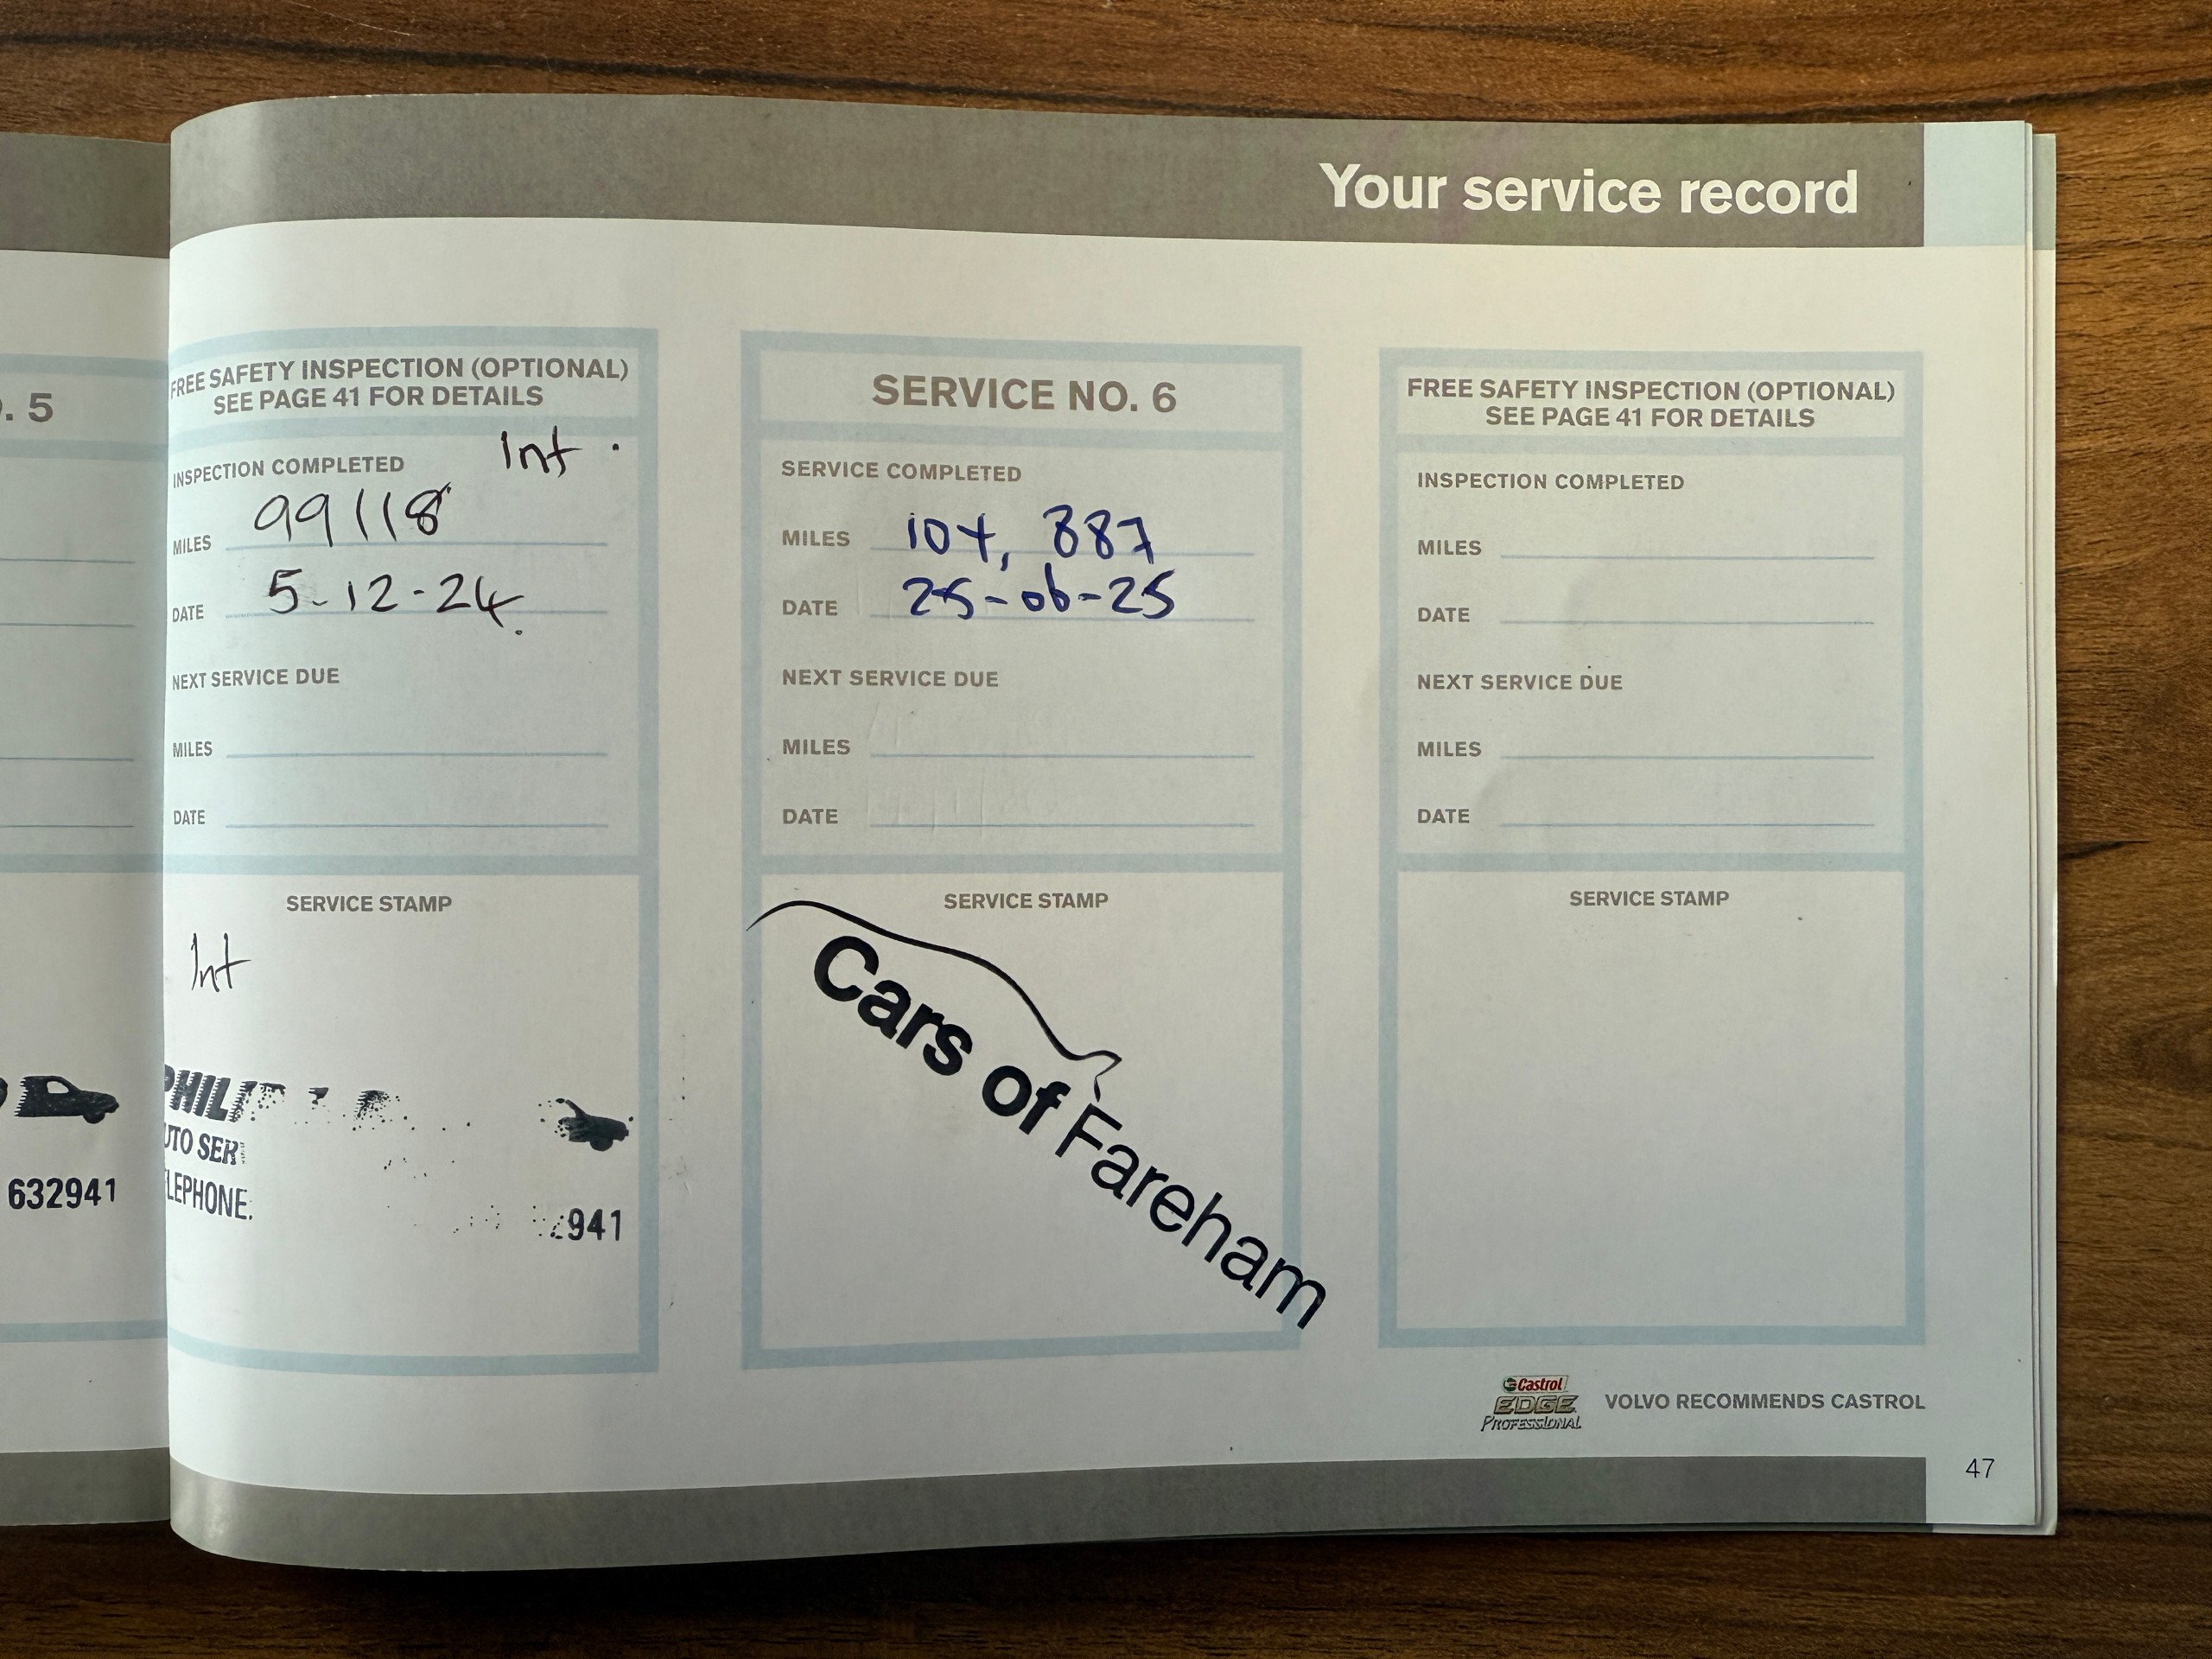 Your service record
. 5
632941
FREE SAFETY INSPECTION (OPTIONAL)
SEE PAGE 41 FOR DETAILS
Int .
INSPECTION COMPLETED
MILES 99118
DATE 5-12-24.
NEXT SERVICE DUE
MILES
DATE
SERVICE STAMP
Int
PHILI
UTO SER
LEPHONE.
941
SERVICE NO. 6
SERVICE COMPLETED
MILES 104, 887
DATE 25-06-25
NEXT SERVICE DUE
MILES
DATE
SERVICE STAMP
Cars of Fareham
FREE SAFETY INSPECTION (OPTIONAL)
SEE PAGE 41 FOR DETAILS
INSPECTION COMPLETED
MILES
DATE
NEXT SERVICE DUE
MILES
DATE
SERVICE STAMP
Castrol
EDGE
PROFESSIONAL
VOLVO RECOMMENDS CASTROL
47